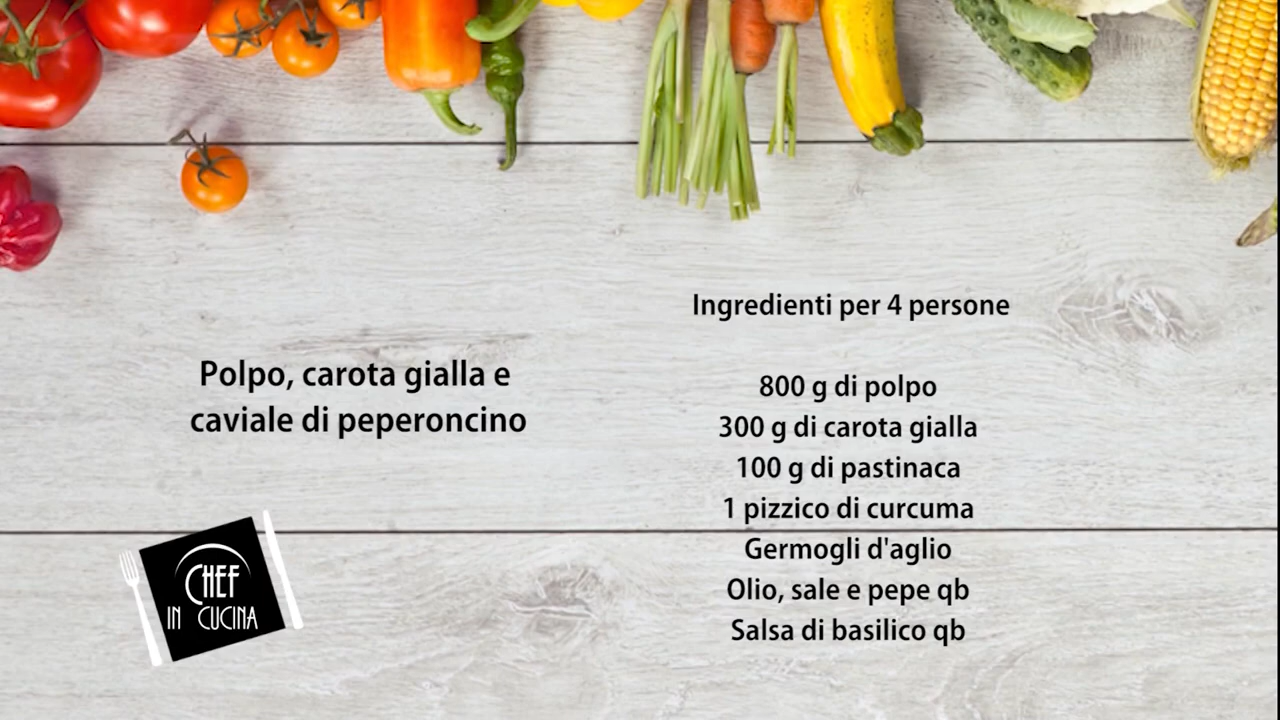 Polpo, carota gialla e
caviale di peperoncino
CHEF
IN CUCINA
Ingredienti per 4 persone
800 g di polpo
300 g di carota gialla
100 g di pastinaca
1 pizzico di curcuma
Germogli d'aglio
Olio, sale e pepe qb
Salsa di basilico qb